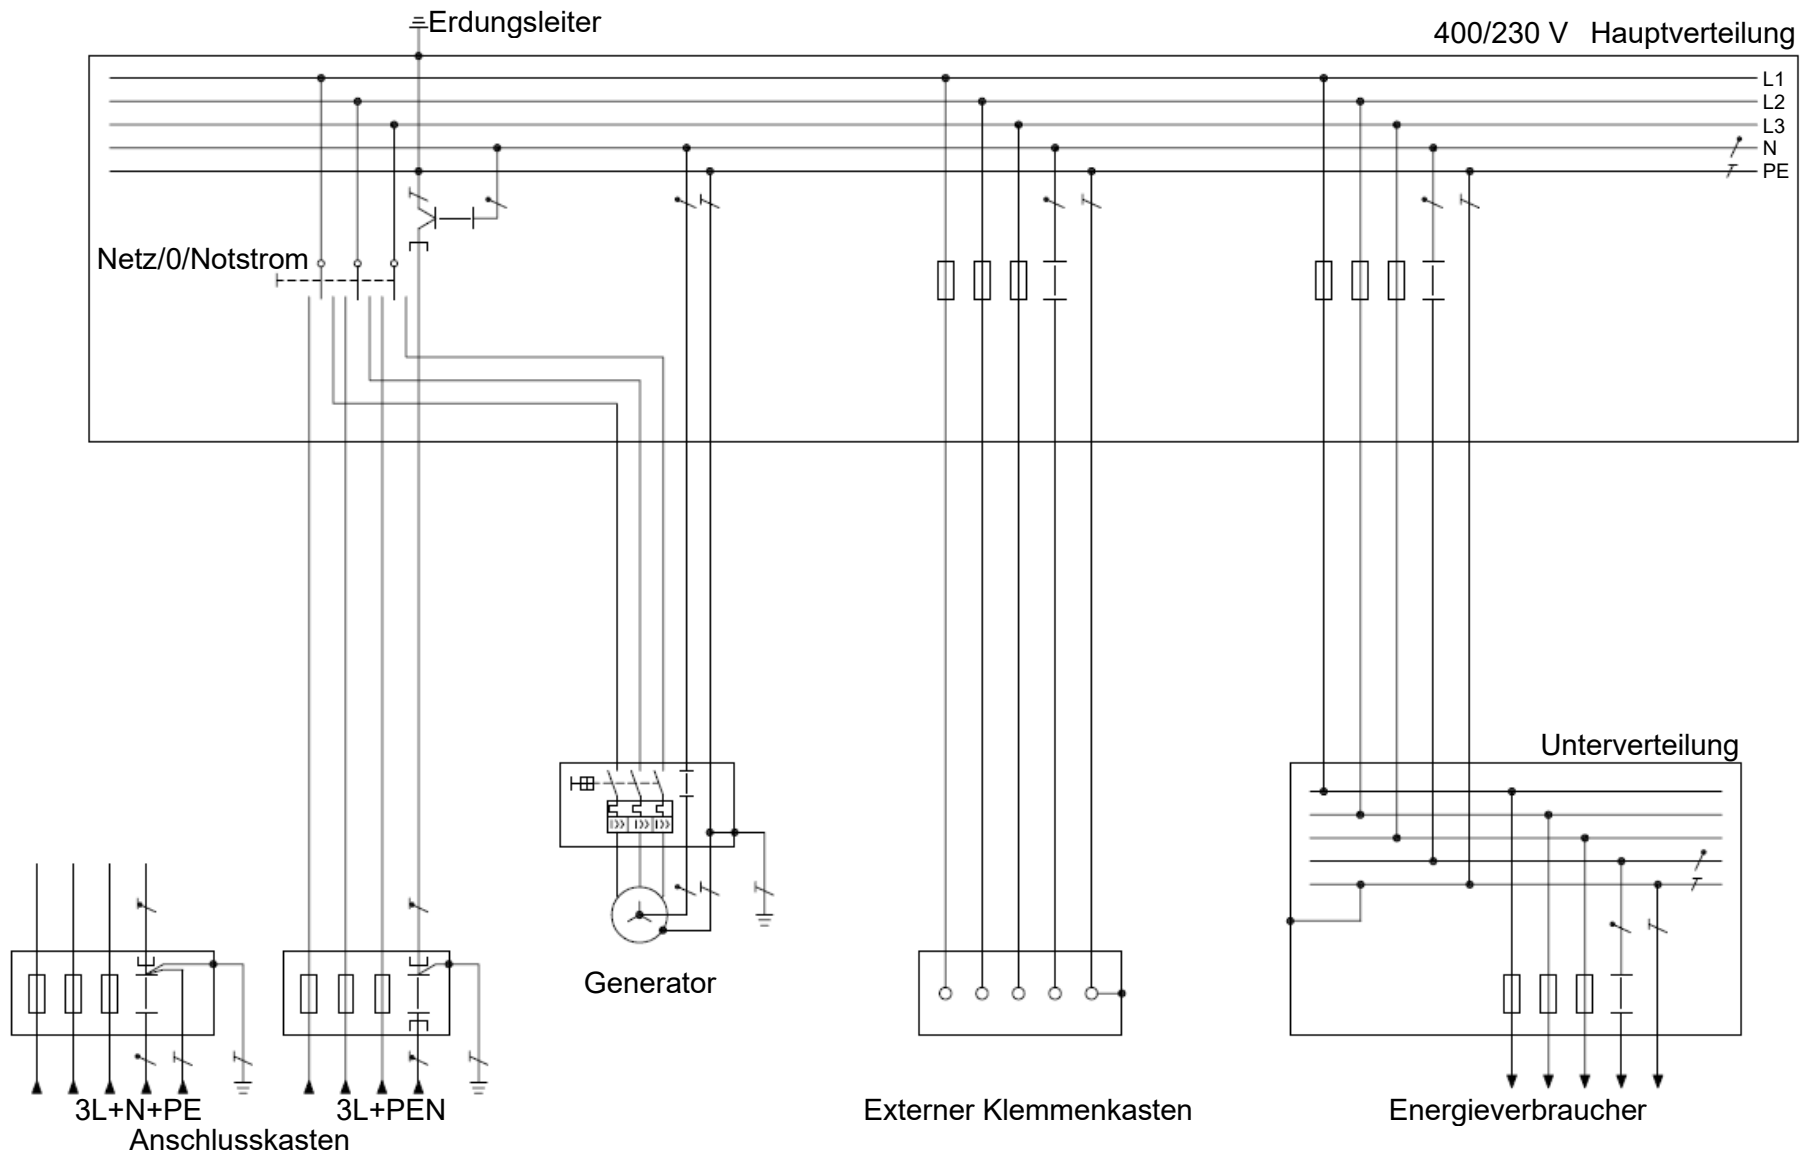 Erdungsleiter
400/230 V Hauptverteilung
L1
L2
L3
N
PE
Netz/0/Notstrom
Unterverteilung
Generator
3L+N+PE
3L+PEN
Externer Klemmenkasten
Energieverbraucher
Anschlusskasten